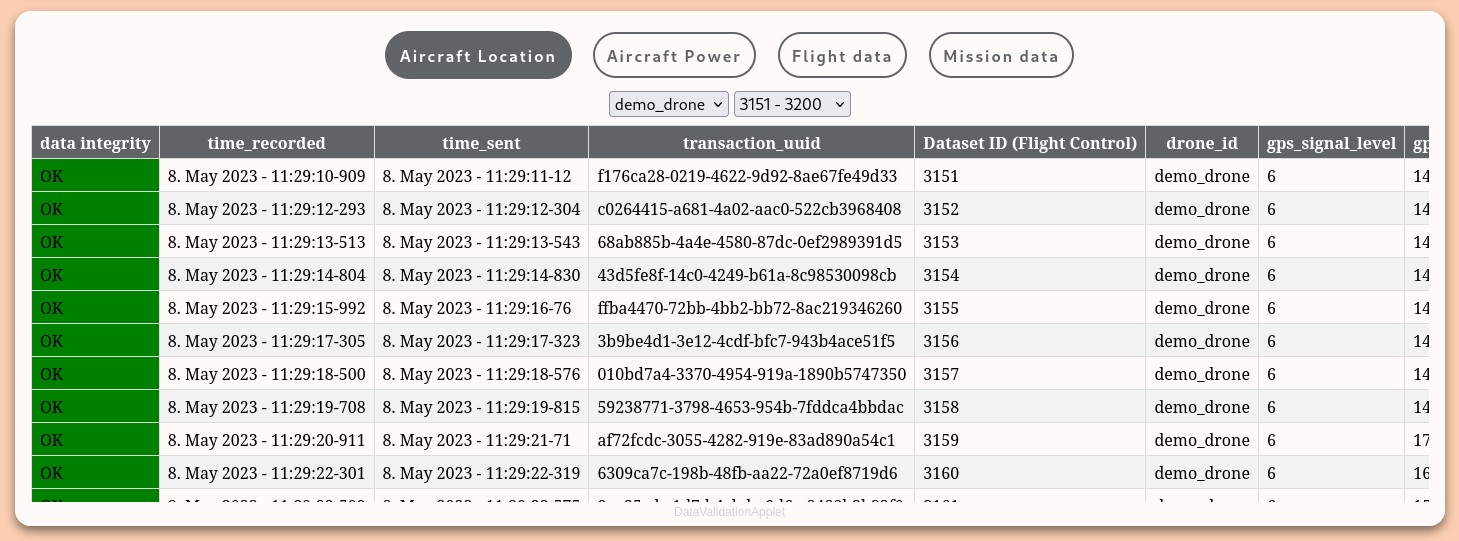 Aircraft Location Aircraft Power Flight data Mission data
demo_drone 3151 - 3200
data integrity time_recorded time_sent transaction_uuid Dataset ID (Flight Control) drone_id gps_signal_level
OK 8. May 2023 - 11:29:10-909 8. May 2023 - 11:29:11-12 f176ca28-0219-4622-9d92-8ae67fe49d33 3151 demo_drone 6 14
OK 8. May 2023 - 11:29:12-293 8. May 2023 - 11:29:12-304 c0264415-a681-4a02-aac0-522cb3968408 3152 demo_drone 6 14
OK 8. May 2023 - 11:29:13-513 8. May 2023 - 11:29:13-543 68ab885b-4a4e-4580-87dc-0ef2989391d5 3153 demo_drone 6 14
OK 8. May 2023 - 11:29:14-804 8. May 2023 - 11:29:14-830 43d5fe8f-14c0-4249-b61a-8c98530098cb 3154 demo_drone 6 14
OK 8. May 2023 - 11:29:15-992 8. May 2023 - 11:29:16-76 ffba4470-72bb-4bb2-bb72-8ac219346260 3155 demo_drone 6 14
OK 8. May 2023 - 11:29:17-305 8. May 2023 - 11:29:17-323 3b9be4d1-3e12-4cdf-bfc7-943b4ace51f5 3156 demo_drone 6 14
OK 8. May 2023 - 11:29:18-500 8. May 2023 - 11:29:18-576 010bd7a4-3370-4954-919a-1890b5747350 3157 demo_drone 6 14
OK 8. May 2023 - 11:29:19-708 8. May 2023 - 11:29:19-815 59238771-3798-4653-954b-7fddca4bbdac 3158 demo_drone 6 14
OK 8. May 2023 - 11:29:20-911 8. May 2023 - 11:29:21-71 af72fcdc-3055-4282-919e-83ad890a54c1 3159 demo_drone 6 17
OK 8. May 2023 - 11:29:22-301 8. May 2023 - 11:29:22-319 6309ca7c-198b-48fb-aa22-72a0ef8719d6 3160 demo_drone 6 16
DataValidationApplet